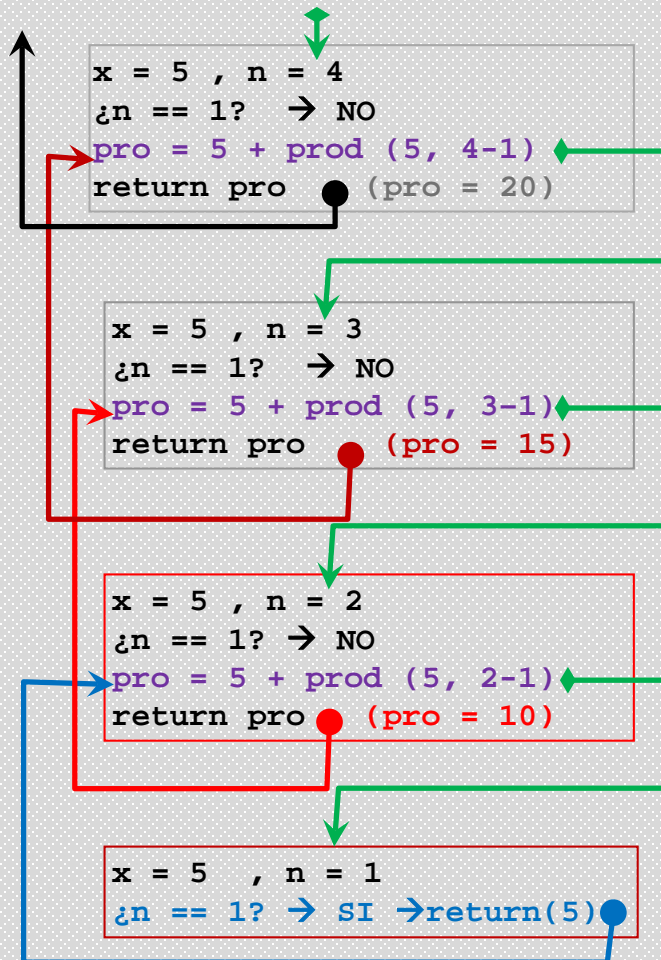 x = 5 , n = 4
¿n == 1? → NO
pro = 5 + prod (5, 4-1)
return pro (pro = 20)
x = 5 , n = 3
¿n == 1? → NO
pro = 5 + prod (5, 3-1)
return pro (pro = 15)
x = 5 , n = 2
¿n == 1? → NO
pro = 5 + prod (5, 2-1)
return pro (pro = 10)
x = 5 , n = 1
¿n == 1? → SI →return(5)